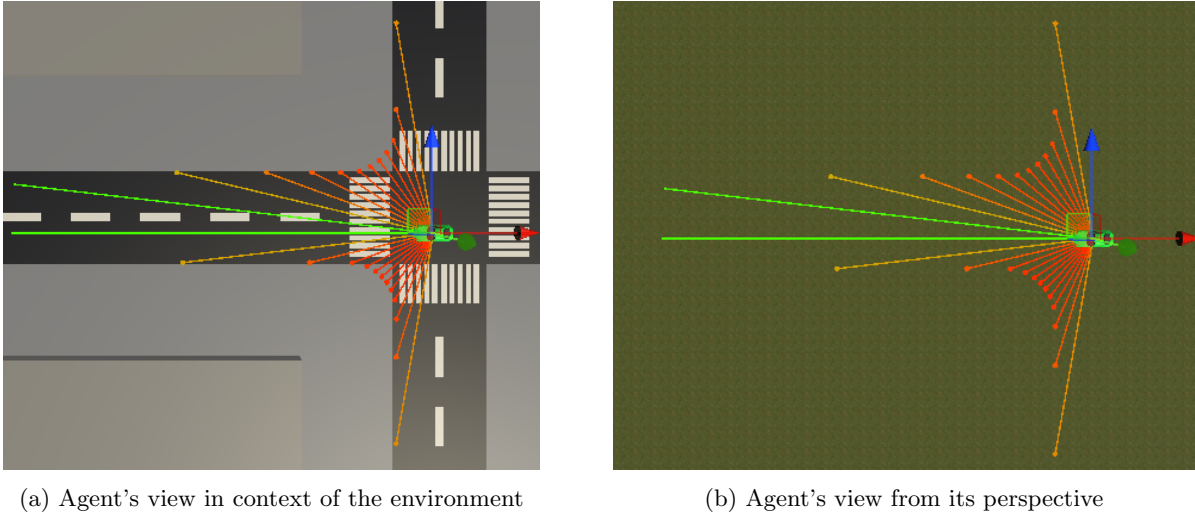 (a) Agent's view in context of the environment
(b) Agent's view from its perspective